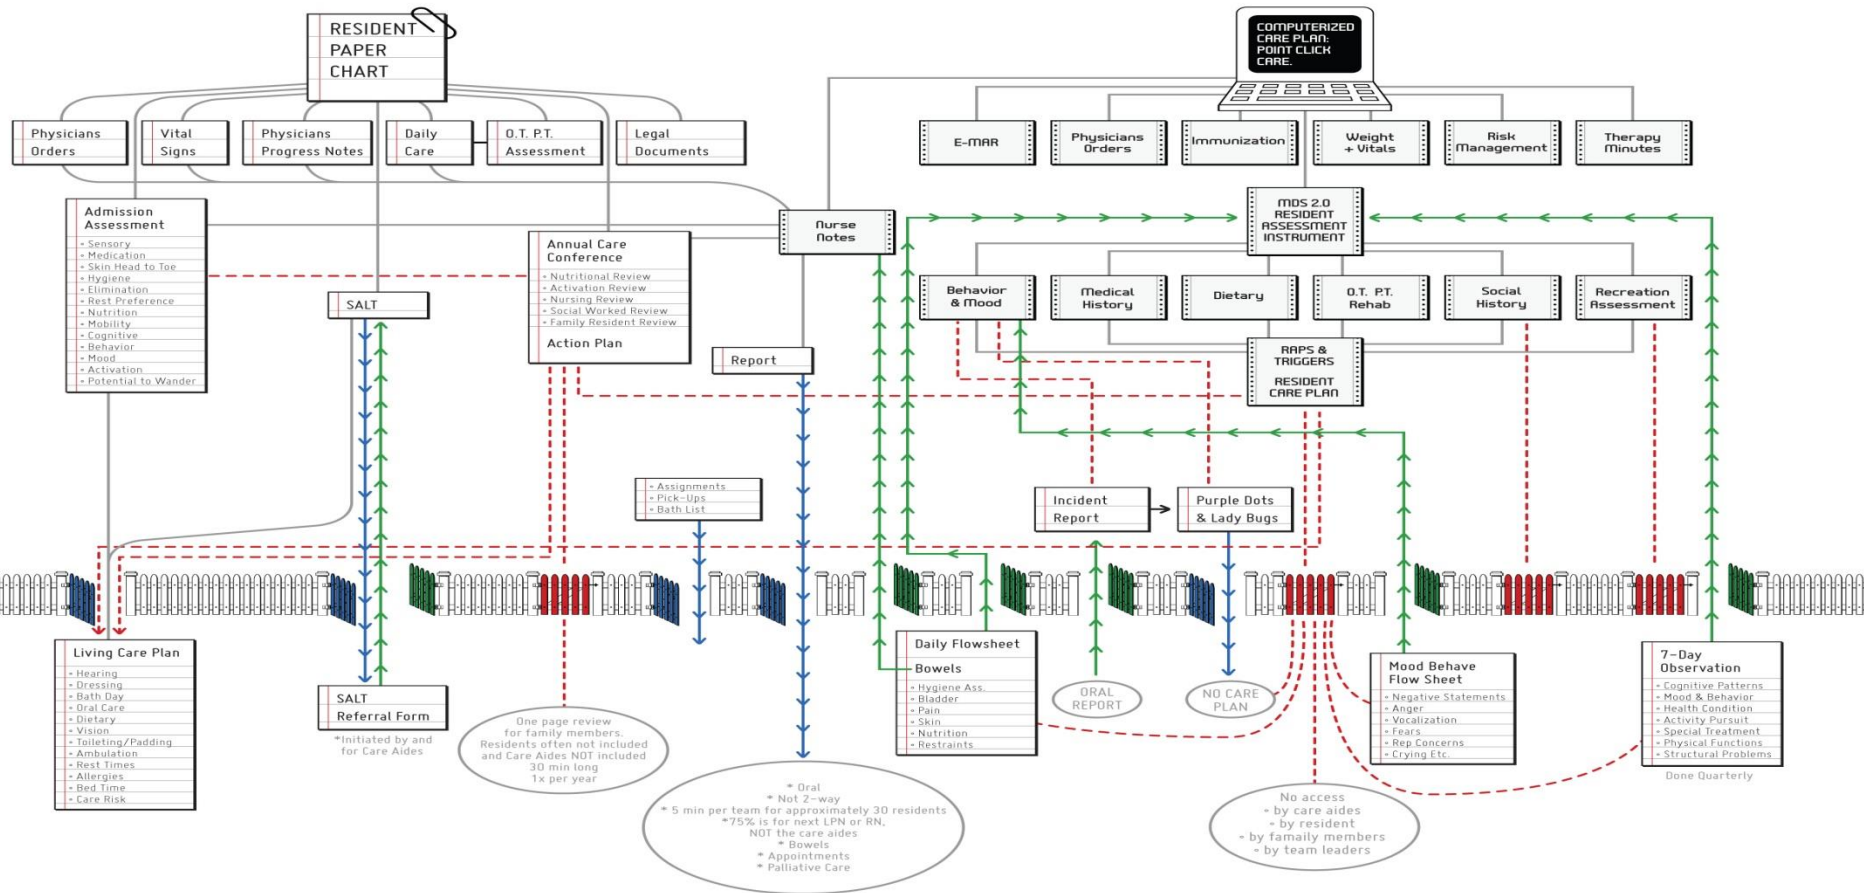 RESIDENT
PAPER
CHART
COMPUTERIZED
CARE PLAN:
POINT CLICK
CARE.
Physicians
Orders
Vital
Signs
Physicians
Progress Notes
Daily
Care
O.T. P.T.
Assessment
Legal
Documents
E-MAR
Physicians
Orders
Immunization
Weight
+ Vitals
Risk
Management
Therapy
Minutes
Admission
Assessment
- Sensory
- Medication
- Skin Head to Toe
- Hygiene
- Elimination
- Rest Preference
- Nutrition
- Mobility
- Cognitive
- Behavior
- Mood
- Activation
- Potential to Wander
SALT
Annual Care
Conference
- Nutritional Review
- Activation Review
- Nursing Review
- Social Worked Review
- Family Resident Review
Action Plan
Nurse
Notes
Report
MDS 2.0
RESIDENT
ASSESSMENT
INSTRUMENT
Behavior
& Mood
Medical
History
Dietary
O.T. P.T.
Rehab
Social
History
Recreation
Assessment
RAPS &
TRIGGERS
RESIDENT
CARE PLAN
- Assignments
- Pick-Ups
- Bath List
Incident
Report
Purple Dots
& Lady Bugs
Living Care Plan
- Hearing
- Dressing
- Bath Day
- Oral Care
- Dietary
- Vision
- Toileting/Padding
- Ambulation
- Rest Times
- Allergies
- Bed Time
- Care Risk
SALT
Referral Form
*Initiated by and
for Care Aides
One page review
for family members.
Residents often not included
and Care Aides NOT included
30 min long
1x per year
* Oral
* Not 2-way
* 5 min per team for approximately 30 residents
*75% is for next LPN or RN,
NOT the care aides
* Bowels
* Appointments
* Palliative Care
Daily Flowsheet
Bowels
- Hygiene Ass.
- Bladder
- Pain
- Skin
- Nutrition
- Restraints
ORAL
REPORT
NO CARE
PLAN
No access
- by care aides
- by resident
- by famaily members
- by team leaders
Mood Behave
Flow Sheet
- Negative Statements
- Anger
- Vocalization
- Fears
- Rep Concerns
- Crying Etc.
7-Day
Observation
- Cognitive Patterns
- Mood & Behavior
- Health Condition
- Activity Pursuit
- Special Treatment
- Physical Functions
- Structural Problems
Done Quarterly